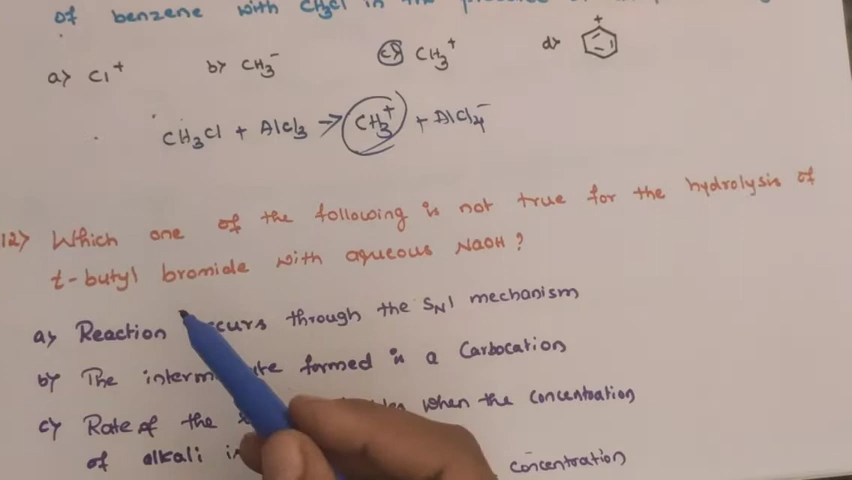 of benzene with CH3Cl in the
a) Cl+ b) CH3- c) CH3+ d) +
CH3Cl + AlCl3 → CH3+ + AlCl4-
12) Which one of the following is not true for the hydrolysis of
t-butyl bromide with aqueous NaOH?
a) Reaction occurs through the SN1 mechanism
b) The formed is a Carbocation
c) Rate of the when the concentration
of alkali
concentration